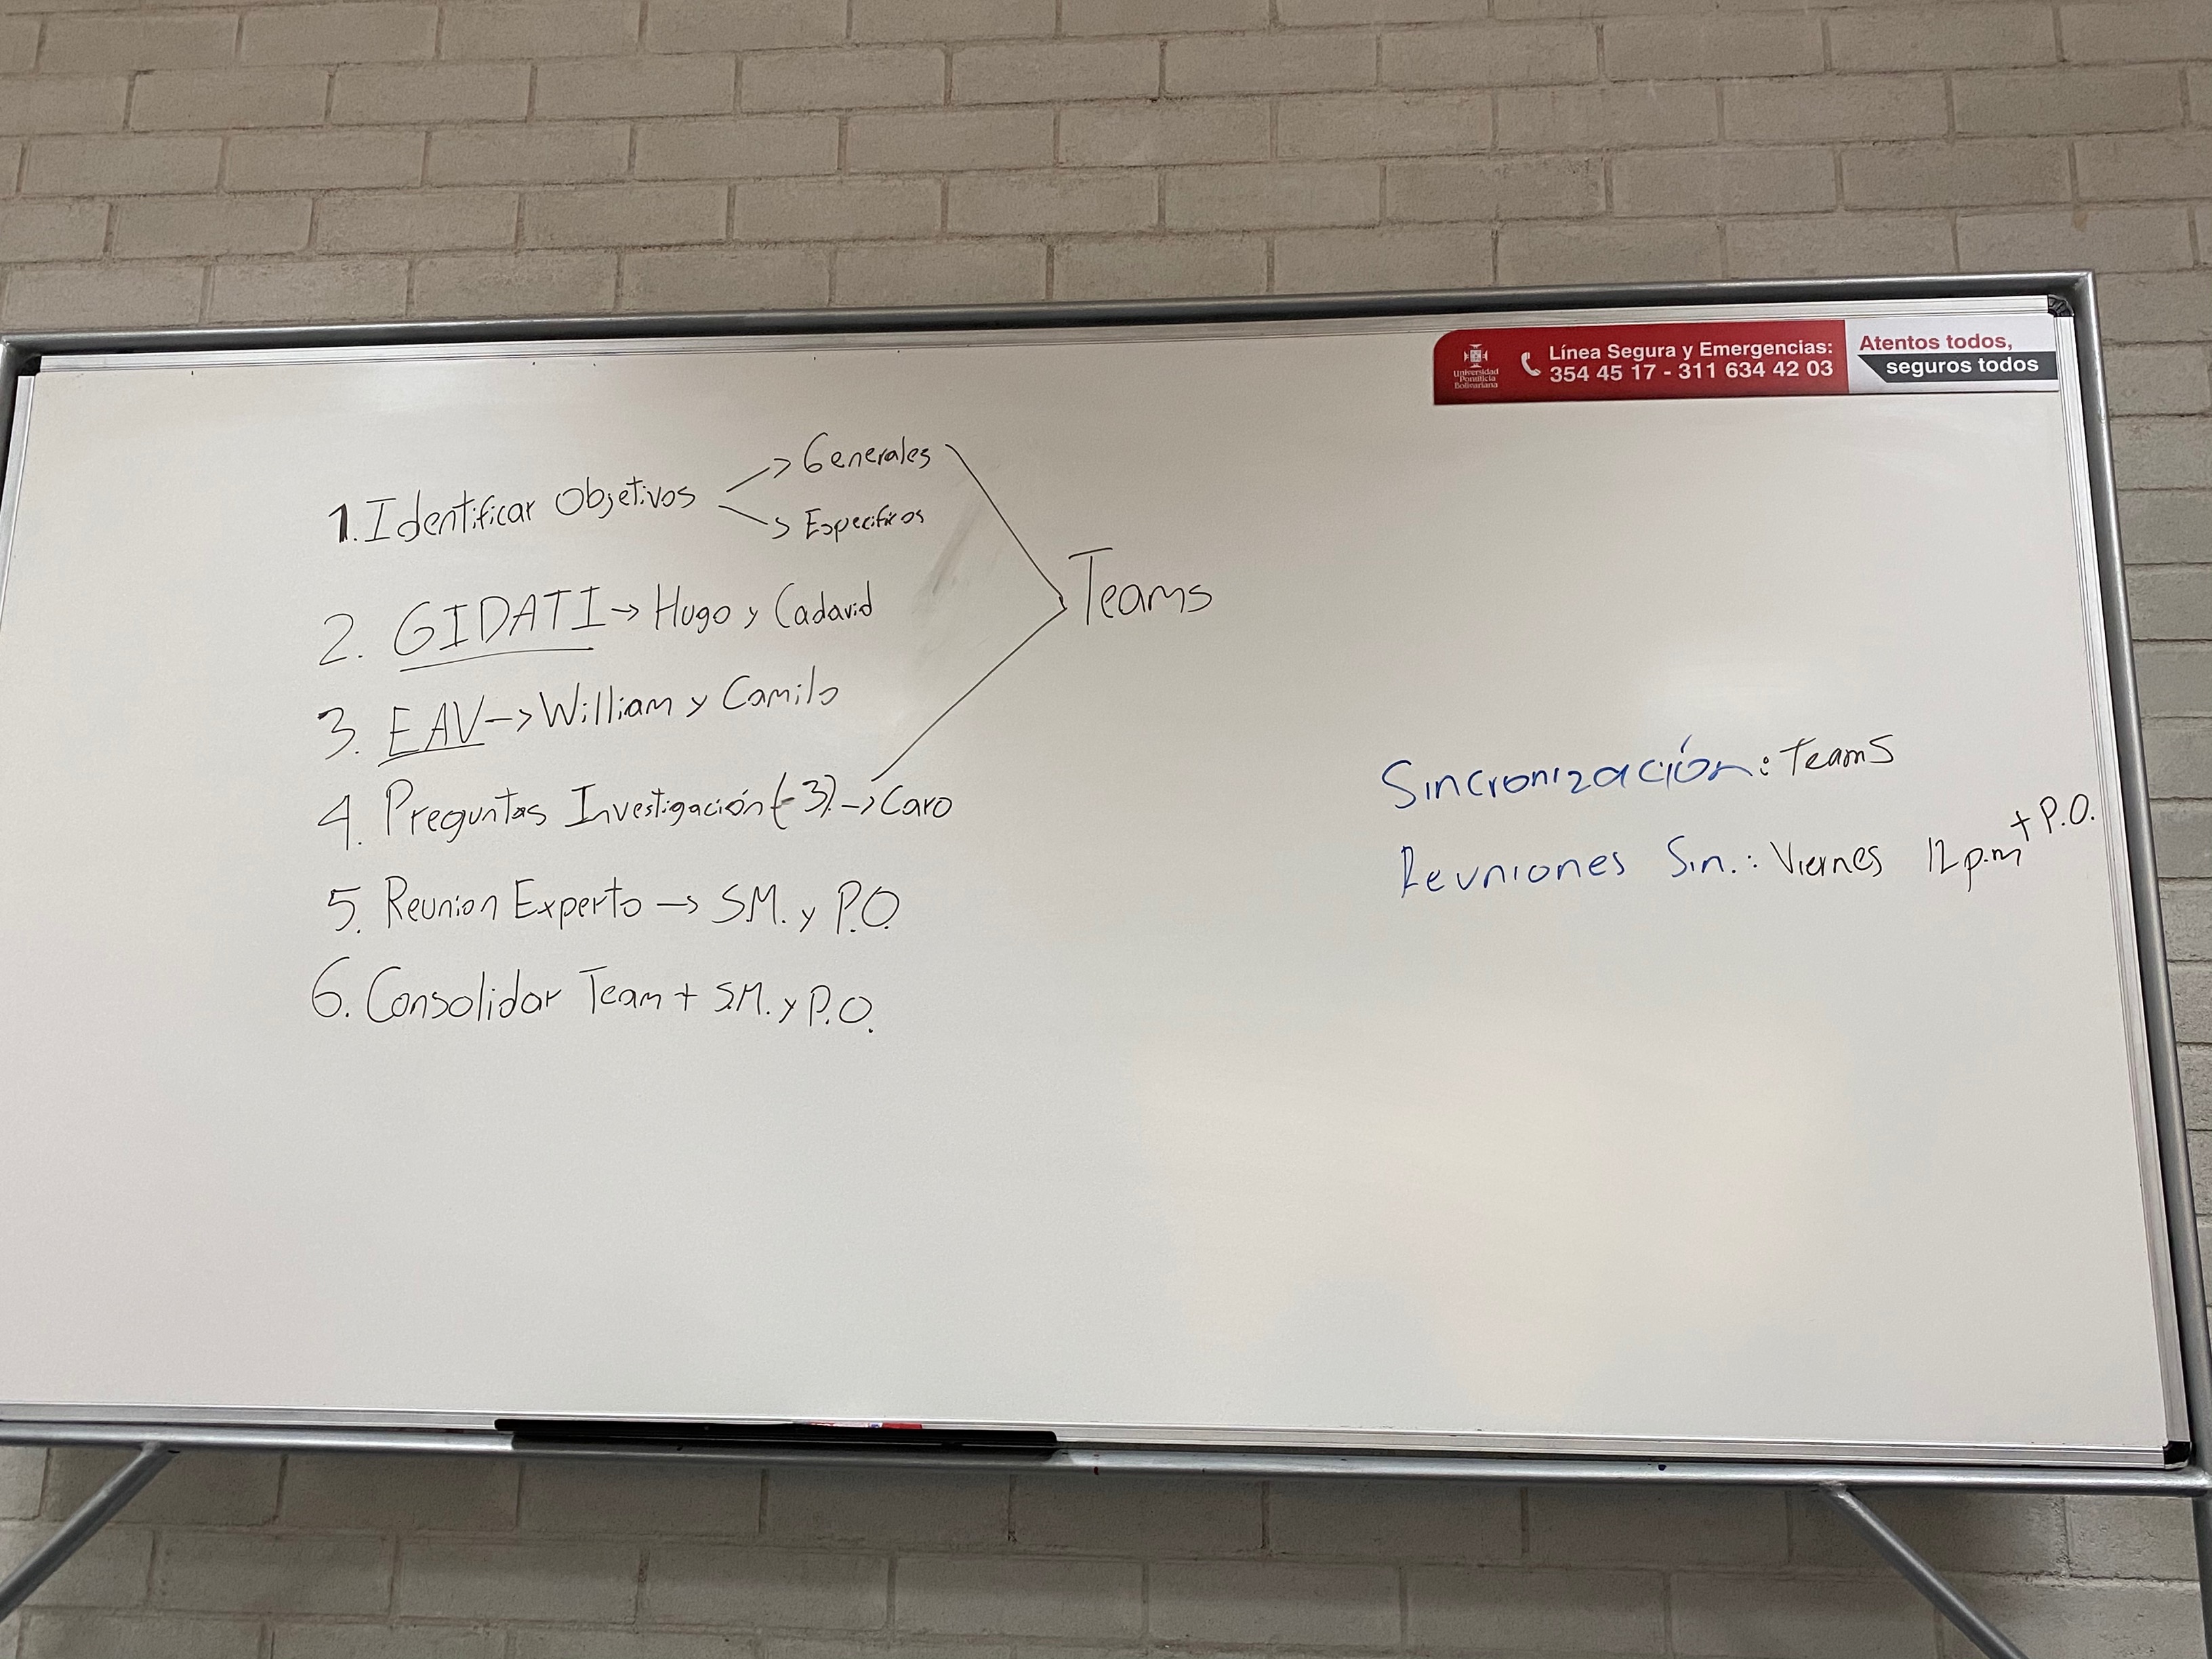 Línea Segura y Emergencias:
354 45 17 - 311 634 42 03
Universidad
Pontificia
Bolivariana
Atentos todos,
seguros todos
1. Identificar Objetivos -> Generales
-> Especificos
Teams
2. GIDATI -> Hugo y Cadavid
3. EAV -> William y Camilo
4. Preguntas Investigación (-3) -> Caro
5. Reunion Experto -> S.M. y P.O.
6. Consolidar Team + S.M. y P.O.
Sincronización: Teams
Reuniones Sin.: Viernes 12 p.m + P.O.